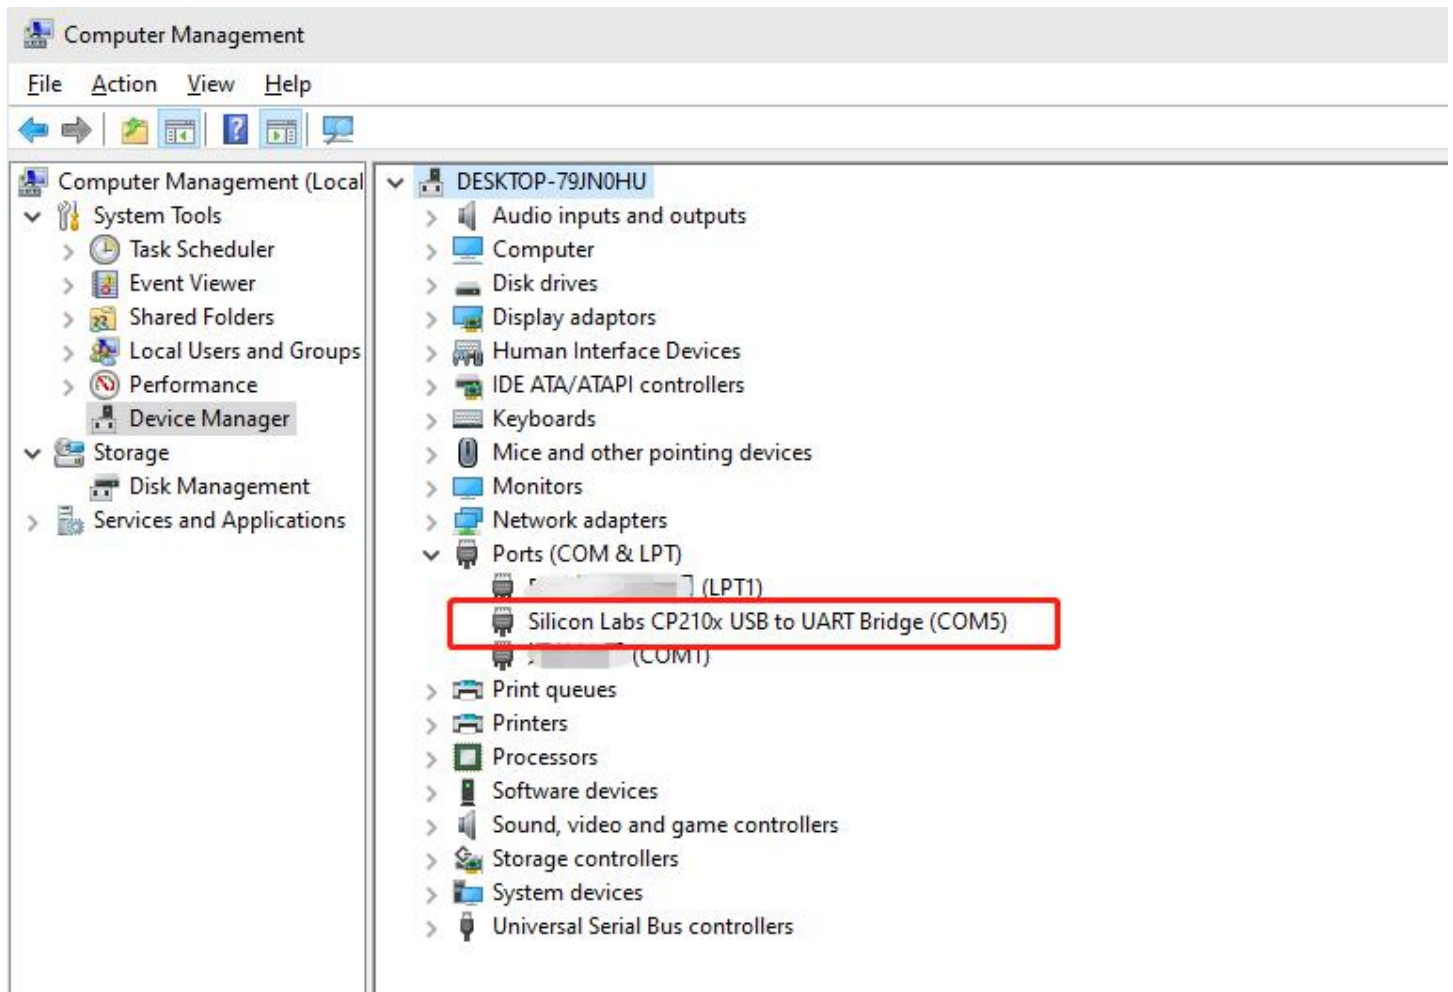 Computer Management
File Action View Help
Computer Management (Local
System Tools
Task Scheduler
Event Viewer
Shared Folders
Local Users and Groups
Performance
Device Manager
Storage
Disk Management
Services and Applications
DESKTOP-79JN0HU
Audio inputs and outputs
Computer
Disk drives
Display adaptors
Human Interface Devices
IDE ATA/ATAPI controllers
Keyboards
Mice and other pointing devices
Monitors
Network adapters
Ports (COM & LPT)
(LPT1)
Silicon Labs CP210x USB to UART Bridge (COM5)
(COM1)
Print queues
Printers
Processors
Software devices
Sound, video and game controllers
Storage controllers
System devices
Universal Serial Bus controllers